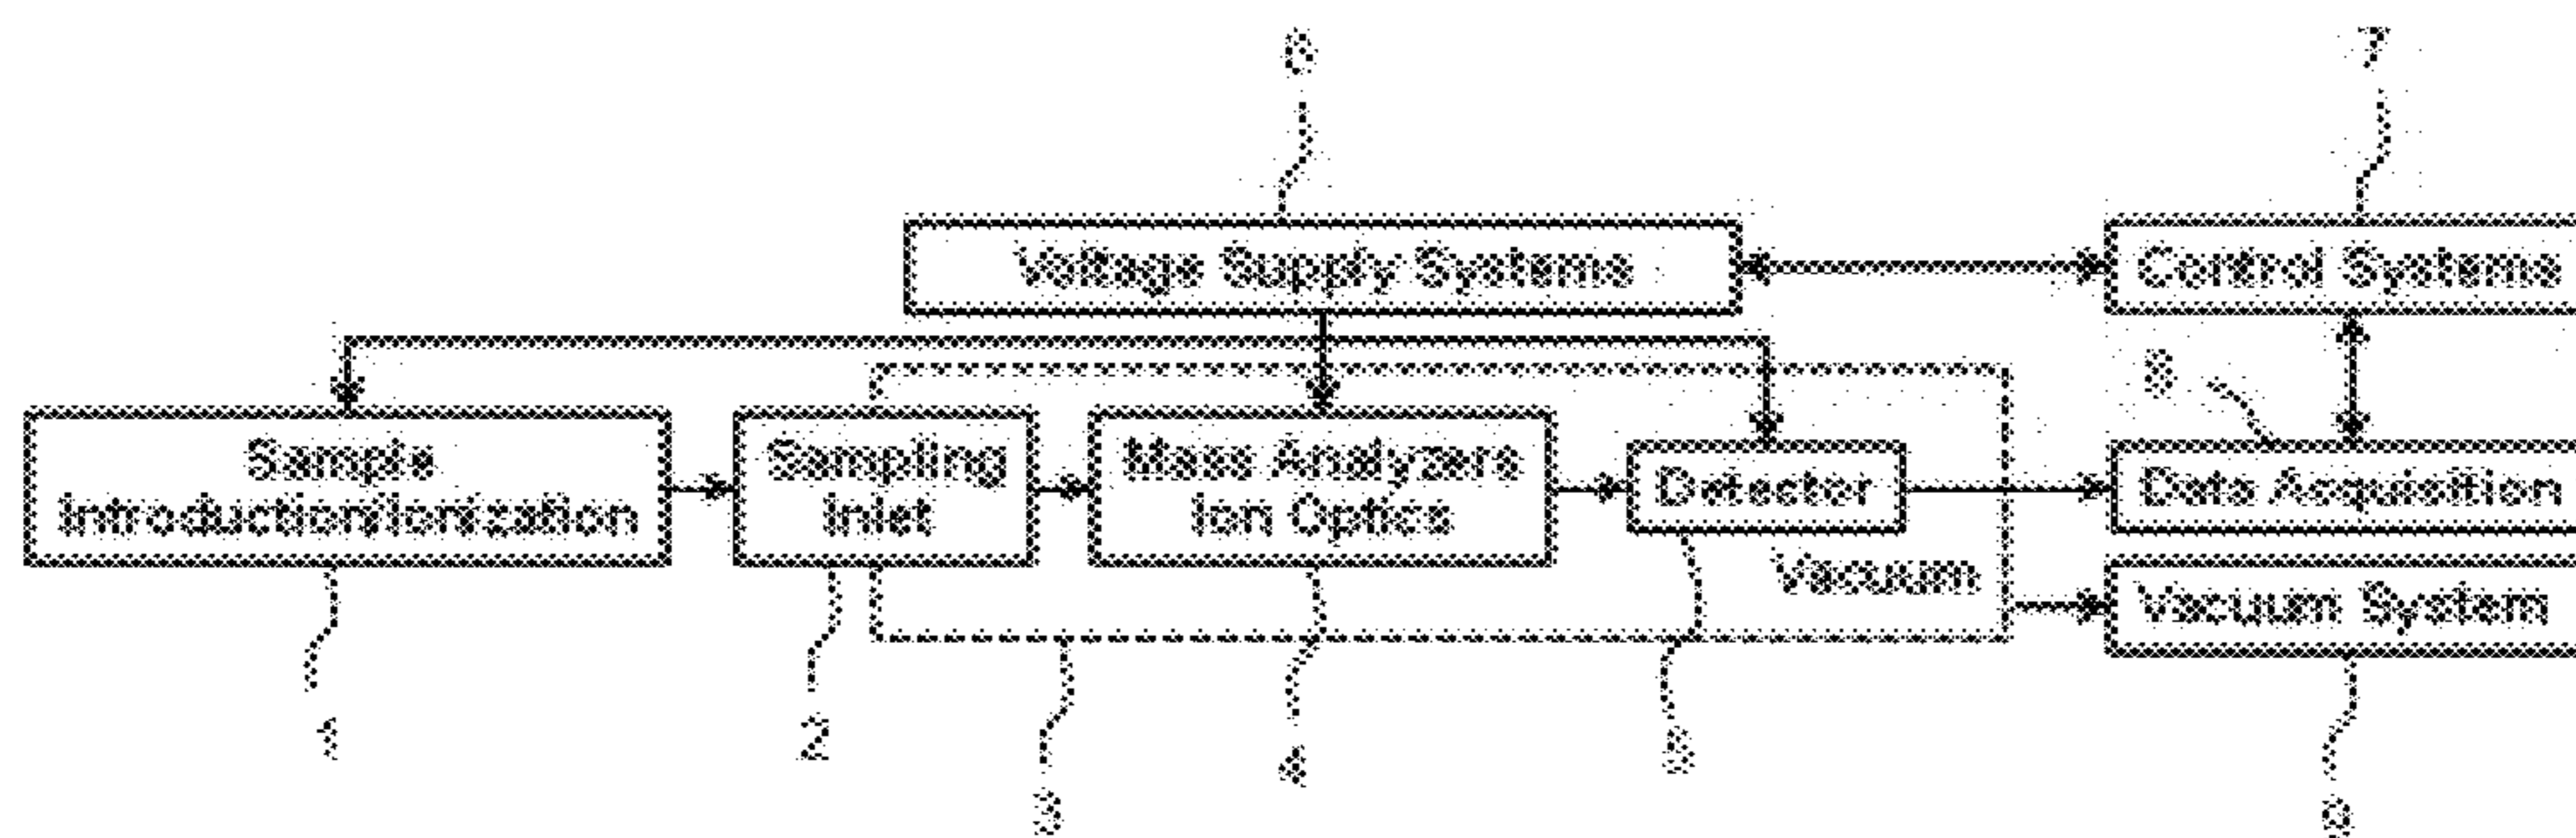 6
7
Voltage Supply Systems
Control Systems
8
Sample
Introduction/Ionization
Sampling
Inlet
Mass Analyzers
Ion Optics
Detector
Data Acquisition
Vacuum
Vacuum System
1
2
3
4
5
9